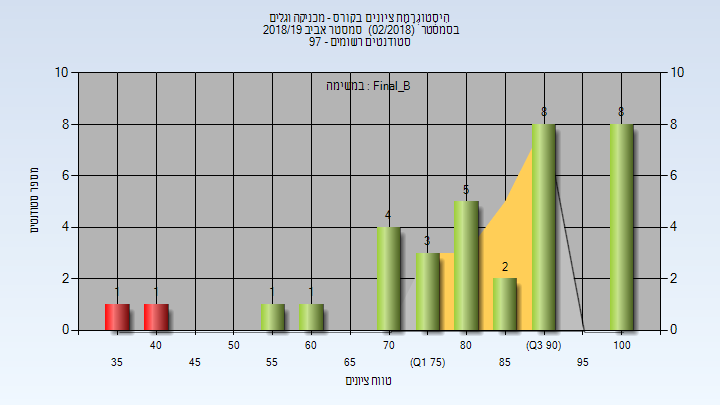 היסטוגרמת ציונים בקורס - מכניקה וגלים
בסמסטר (02/2018) סמסטר אביב 2018/19
סטודנטים רשומים - 97
במשימה : Final_B
מספר סטודנטים
10 10
8 8
6 6
4 4
2 2
0 0
1 1 1 1 4 3 5 2 8 8
40 50 60 70 80 (Q3 90) 100
35 45 55 65 (Q1 75) 85 95
טווח ציונים